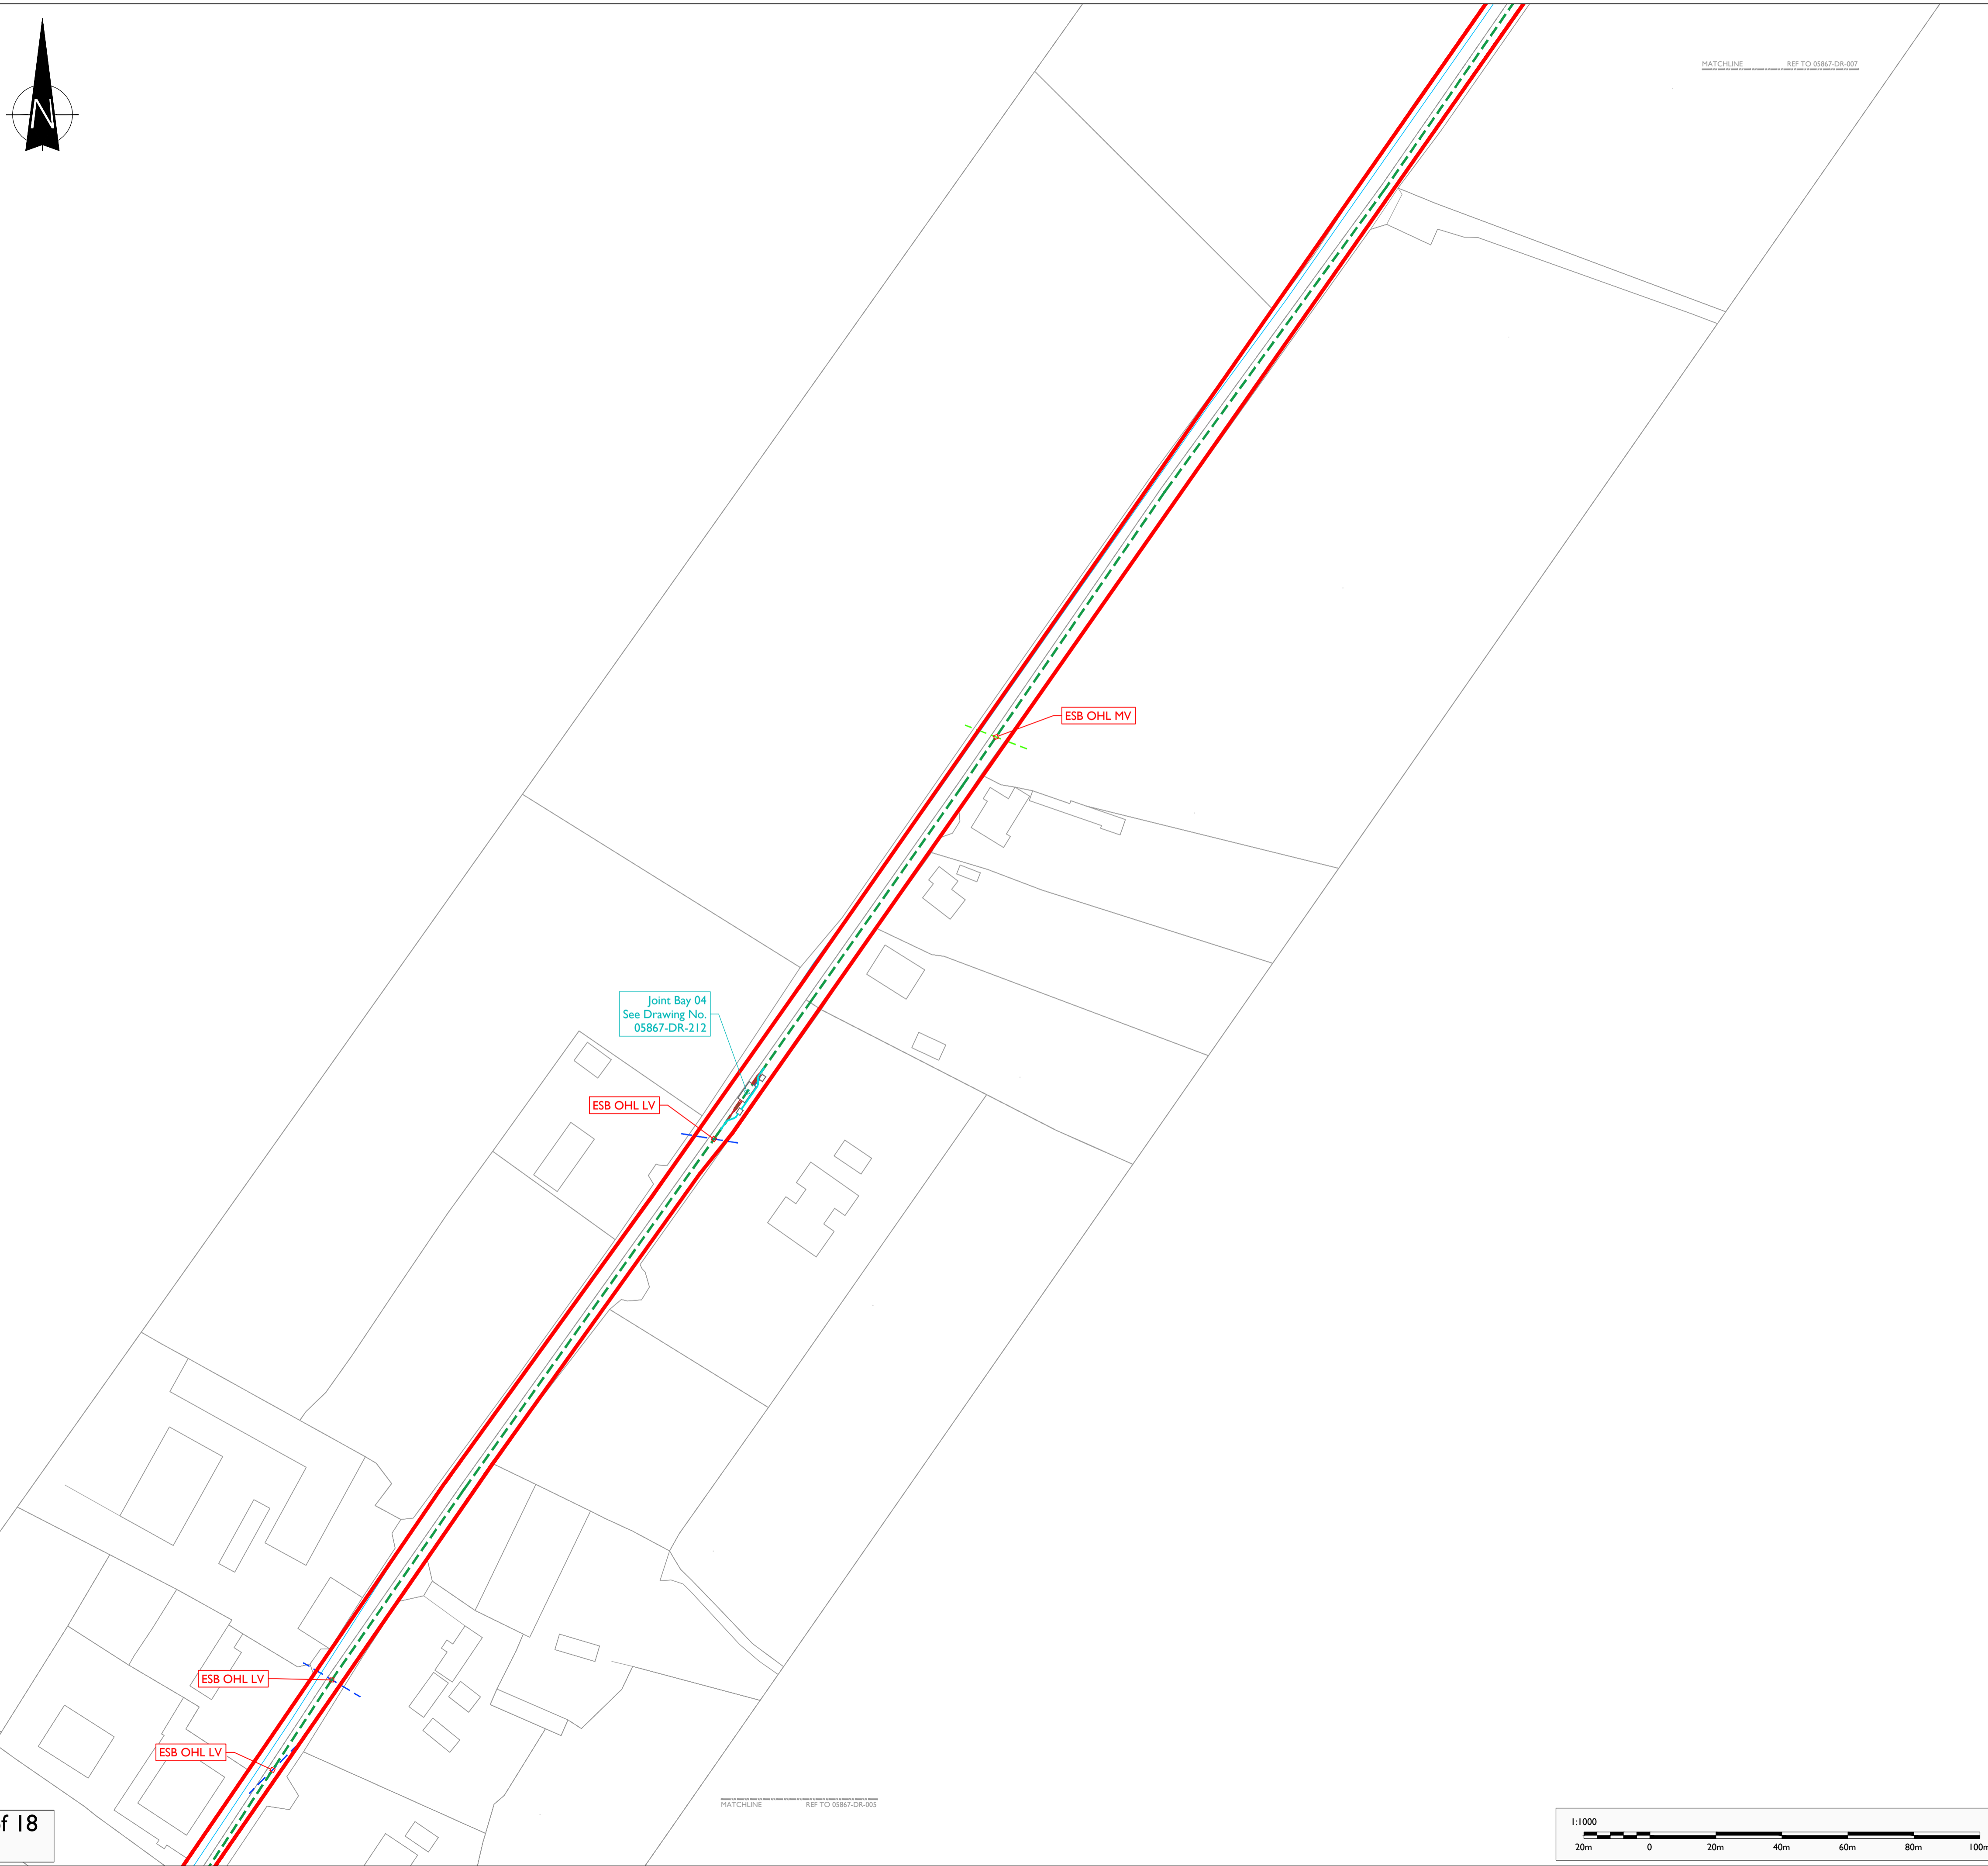 N
MATCHLINE REF TO 05867-DR-007
ESB OHL MV
Joint Bay 04
See Drawing No.
05867-DR-212
ESB OHL LV
ESB OHL LV
ESB OHL LV
MATCHLINE REF TO 05867-DR-005
f 18
1:1000
20m 0 20m 40m 60m 80m 100m